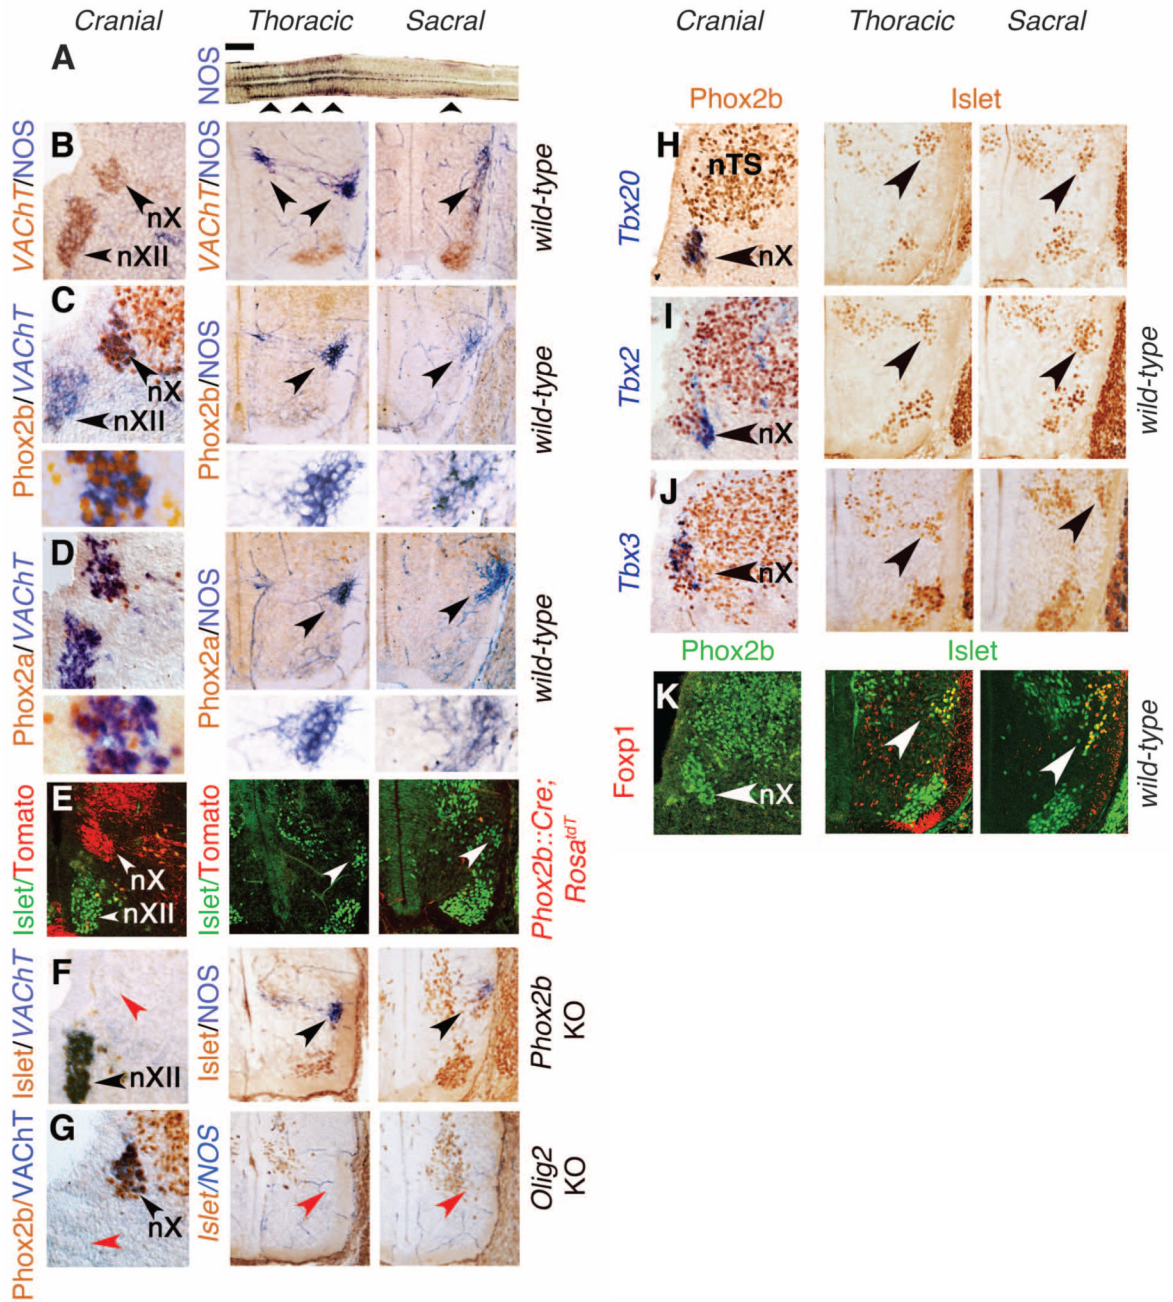 Cranial Thoracic Sacral
A NOS
B VAChT/NOS VAChT/NOS wild-type
nX
nXII
C Phox2b/VAChT Phox2b/NOS wild-type
nX
nXII
D Phox2a/VAChT Phox2a/NOS wild-type
E Islet/Tomato Islet/Tomato Phox2b::Cre;
RosatdT
nX
nXII
F Islet/VAChT Islet/NOS Phox2b
KO
nXII
G Phox2b/VAChT Islet/NOS Olig2
KO
nX
Cranial Thoracic Sacral
Phox2b Islet
H Tbx20
nTS
nX
I Tbx2 wild-type
nX
J Tbx3
nX
Phox2b Islet
K Foxp1 wild-type
nX